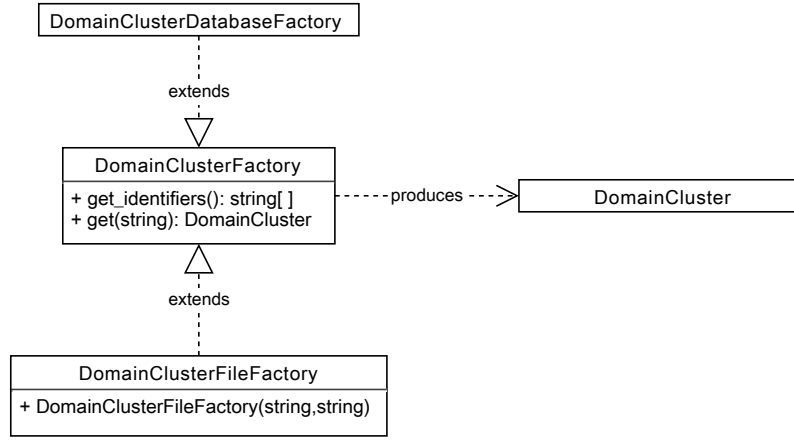 DomainClusterDatabaseFactory
extends
DomainClusterFactory
+ get_identifiers(): string[ ]
+ get(string): DomainCluster
produces
DomainCluster
extends
DomainClusterFileFactory
+ DomainClusterFileFactory(string,string)